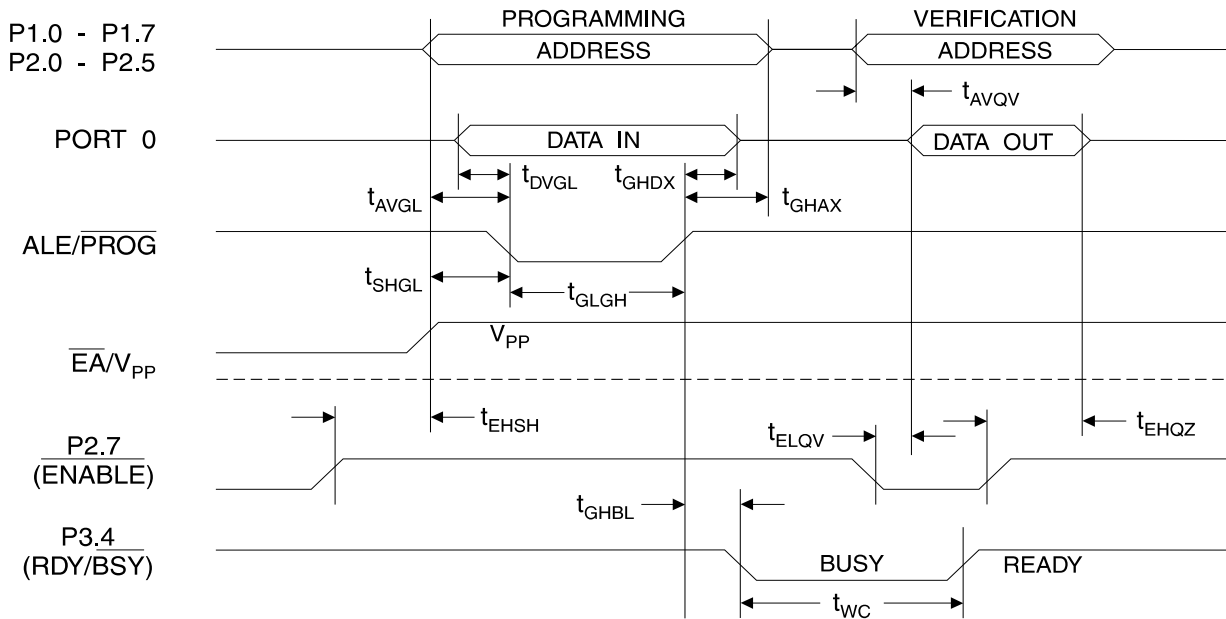 PROGRAMMING
VERIFICATION
P1.0 - P1.7
P2.0 - P2.5
ADDRESS
ADDRESS
tAVQV
PORT 0
DATA IN
DATA OUT
tDVGL
tGHDX
tAVGL
tGHAX
ALE/PROG
tSHGL
tGLGH
VPP
EA/VPP
tEHSH
tELQV
tEHQZ
P2.7
(ENABLE)
tGHBL
P3.4
(RDY/BSY)
BUSY
READY
tWC